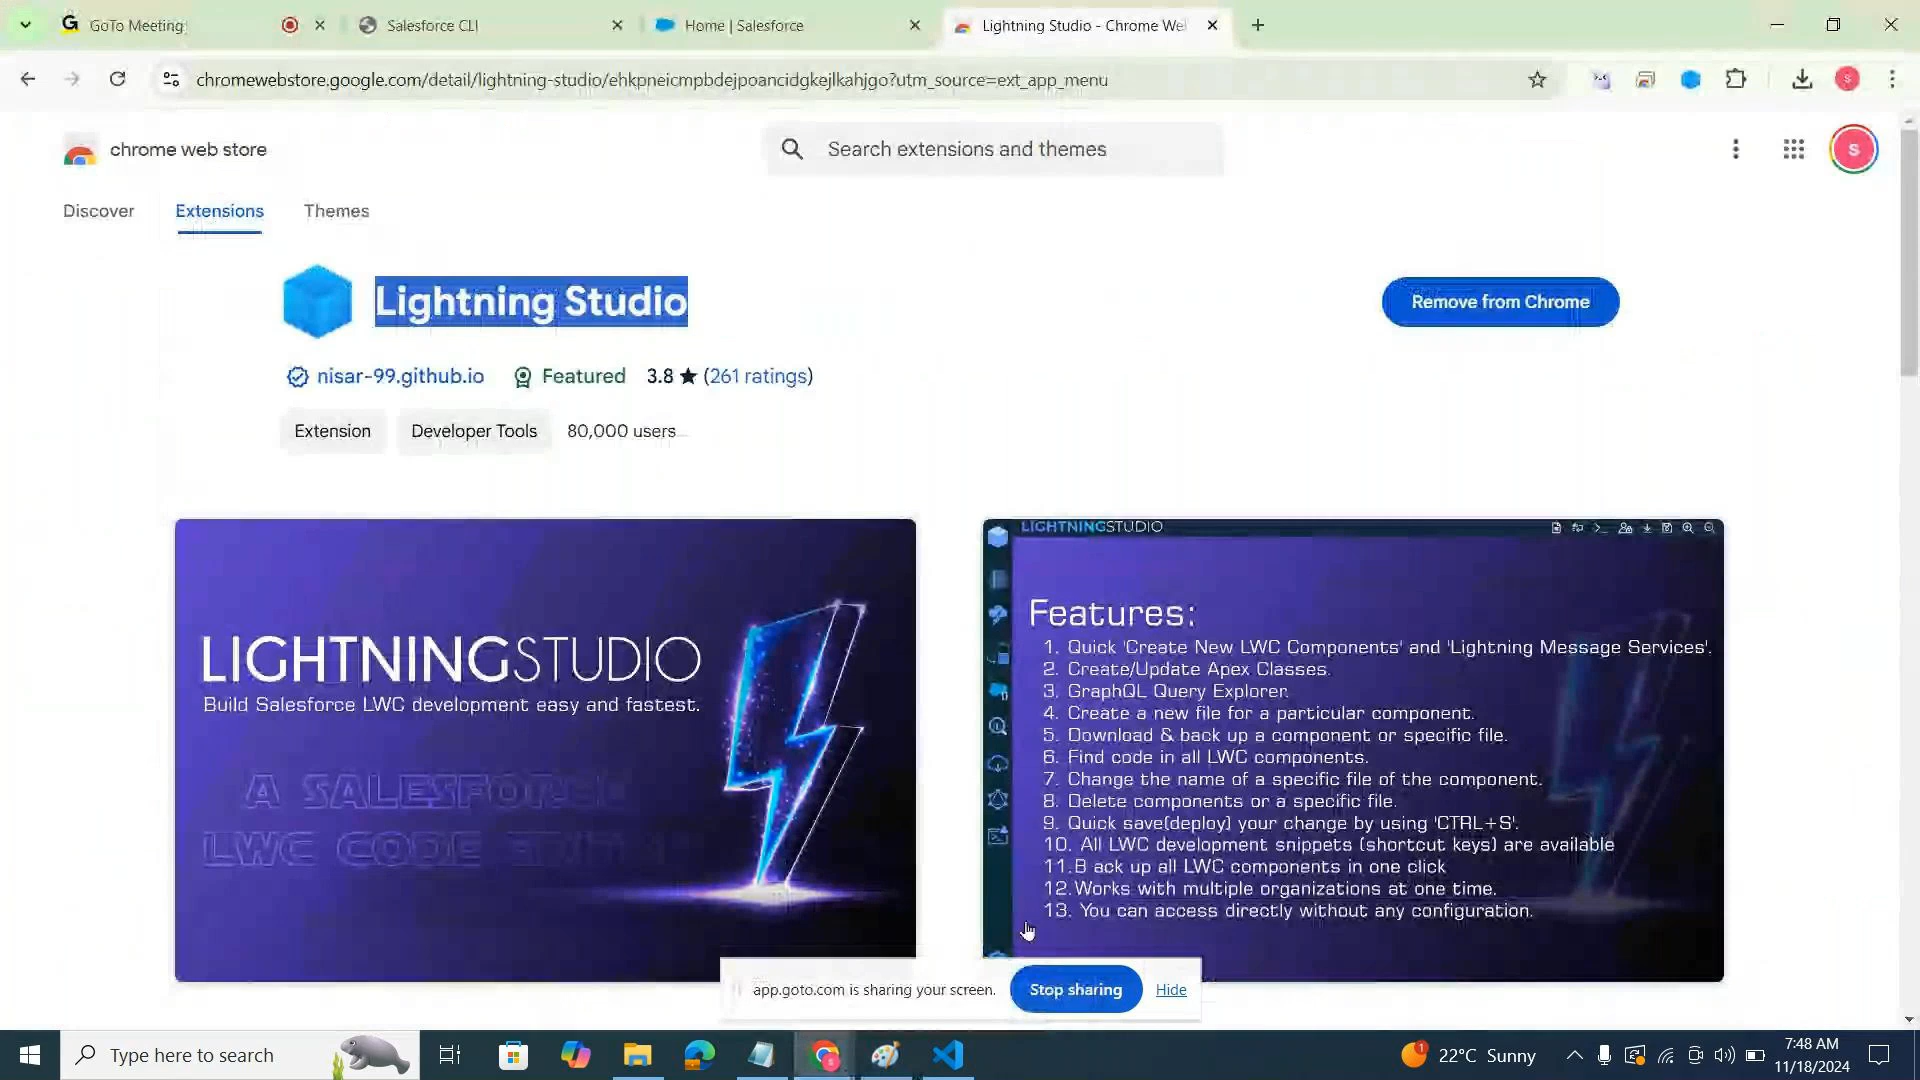 GoTo Meeting
Salesforce CLI
Home | Salesforce
Lightning Studio - Chrome We
chromewebstore.google.com/detail/lightning-studio/ehkpneicmpbdejpoancidgkejlkahjgo?utm_source=ext_app_menu
S
chrome web store
Search extensions and themes
S
Discover
Extensions
Themes
Lightning Studio
Remove from Chrome
nisar-99.github.io
Featured
3.8 ★ (261 ratings)
Extension
Developer Tools
80,000 users
LIGHTNINGSTUDIO
Build Salesforce LWC development easy and fastest.
A SALESFORCE
LWC CODE EDIT
LIGHTNINGSTUDIO
Features:
1. Quick 'Create New LWC Components' and 'Lightning Message Services'.
2. Create/Update Apex Classes.
3. GraphQL Query Explorer.
4. Create a new file for a particular component.
5. Download & back up a component or specific file.
6. Find code in all LWC components.
7. Change the name of a specific file of the component.
8. Delete components or a specific file.
9. Quick save(deploy) your change by using 'CTRL+S'.
10. All LWC development snippets (shortcut keys) are available
11.B ack up all LWC components in one click
12.Works with multiple organizations at one time.
13. You can access directly without any configuration.
app.goto.com is sharing your screen.
Stop sharing
Hide
Type here to search
1
22°C Sunny
7:48 AM
11/18/2024